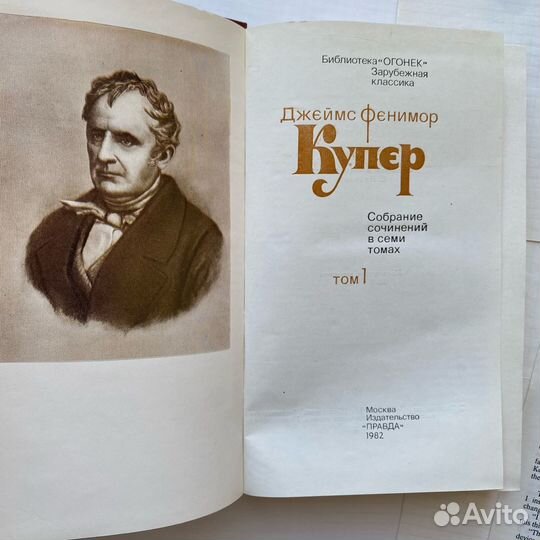 Библиотека«ОГОНЕК»
Зарубежная
классика
Джеймс Фенимор
Купер
Собрание
сочинений
в семи
томах
том 1
Москва
Издательство
«ПРАВДА»
1982
Avito